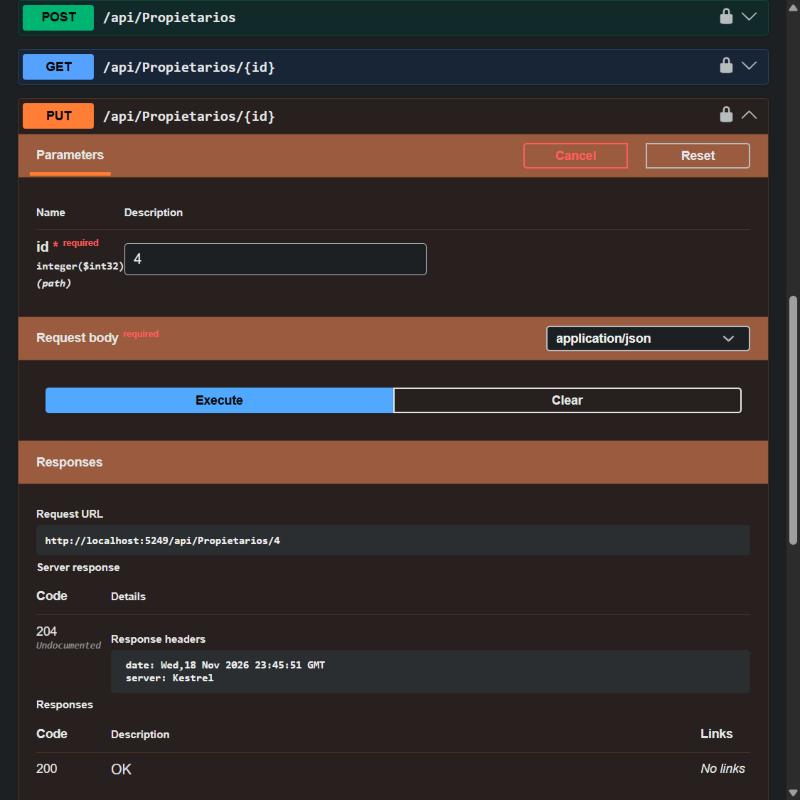 POST /api/Propietarios
GET /api/Propietarios/{id}
PUT /api/Propietarios/{id}
Parameters Cancel Reset
Name Description
id * required
integer($int32) 4
(path)
Request body required application/json
Execute Clear
Responses
Request URL
http://localhost:5249/api/Propietarios/4
Server response
Code Details
204
Undocumented
Response headers
date: Wed,18 Nov 2026 23:45:51 GMT
server: Kestrel
Responses
Code Description Links
200 OK No links